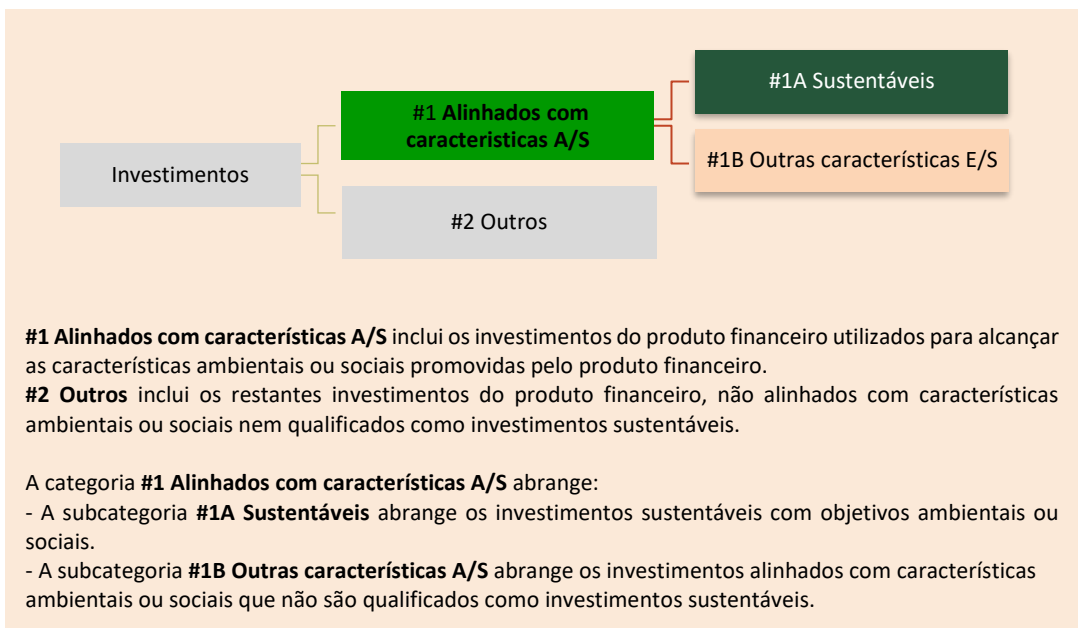 #1A Sustentáveis
#1 Alinhados com
caracteristicas A/S
#1B Outras características E/S
Investimentos
#2 Outros
#1 Alinhados com características A/S inclui os investimentos do produto financeiro utilizados para alcançar
as características ambientais ou sociais promovidas pelo produto financeiro.
#2 Outros inclui os restantes investimentos do produto financeiro, não alinhados com características
ambientais ou sociais nem qualificados como investimentos sustentáveis.
A categoria #1 Alinhados com características A/S abrange:
- A subcategoria #1A Sustentáveis abrange os investimentos sustentáveis com objetivos ambientais ou
sociais.
- A subcategoria #1B Outras características A/S abrange os investimentos alinhados com características
ambientais ou sociais que não são qualificados como investimentos sustentáveis.